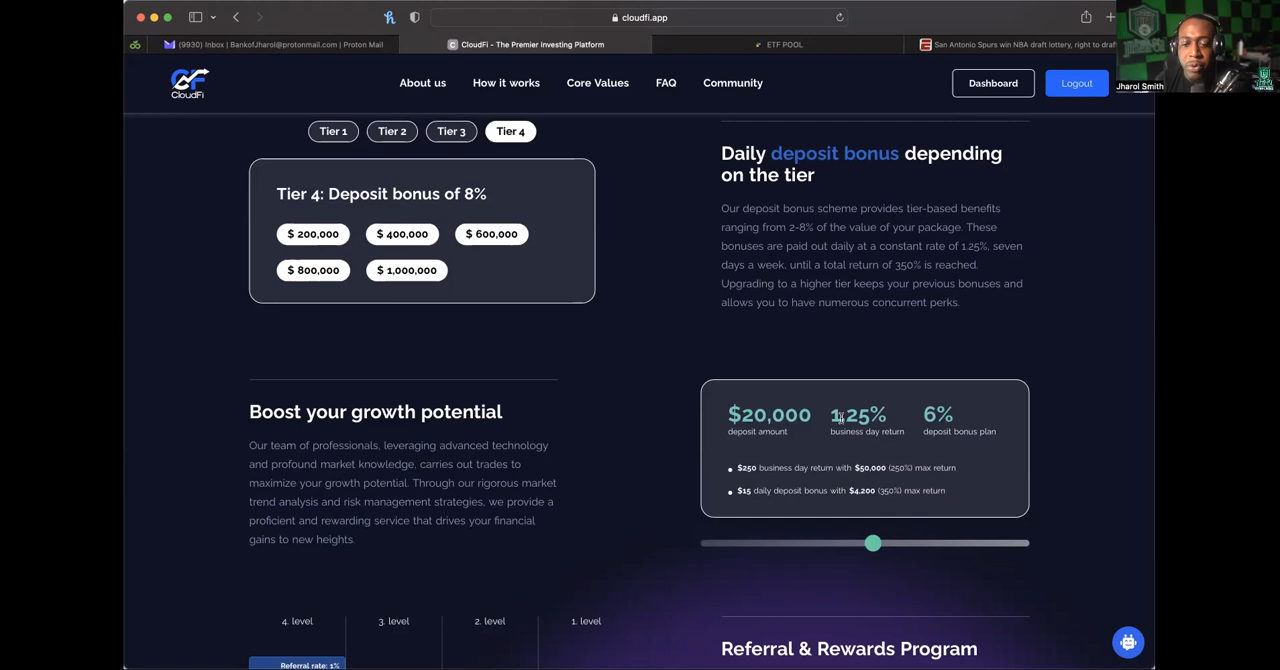 cloudfi.app
(9930) Inbox | BankofJharol@protonmail.com | Proton Mail
CloudFi - The Premier Investing Platform
ETF POOL
San Antonio Spurs win NBA draft lottery, right to draf
Jharol Smith
CF
CloudFi
About us
How it works
Core Values
FAQ
Community
Dashboard
Logout
Tier 1
Tier 2
Tier 3
Tier 4
Tier 4: Deposit bonus of 8%
$ 200,000
$ 400,000
$ 600,000
$ 800,000
$ 1,000,000
Daily deposit bonus depending
on the tier
Our deposit bonus scheme provides tier-based benefits
ranging from 2-8% of the value of your package. These
bonuses are paid out daily at a constant rate of 1.25%, seven
days a week, until a total return of 350% is reached.
Upgrading to a higher tier keeps your previous bonuses and
allows you to have numerous concurrent perks.
Boost your growth potential
Our team of professionals, leveraging advanced technology
and profound market knowledge, carries out trades to
maximize your growth potential. Through our rigorous market
trend analysis and risk management strategies, we provide a
proficient and rewarding service that drives your financial
gains to new heights.
$20,000
deposit amount
1.25%
business day return
6%
deposit bonus plan
$250 business day return with $50,000 (250%) max return
$15 daily deposit bonus with $4,200 (350%) max return
4. level
3. level
2. level
1. level
Referral rate: 1%
Referral & Rewards Program